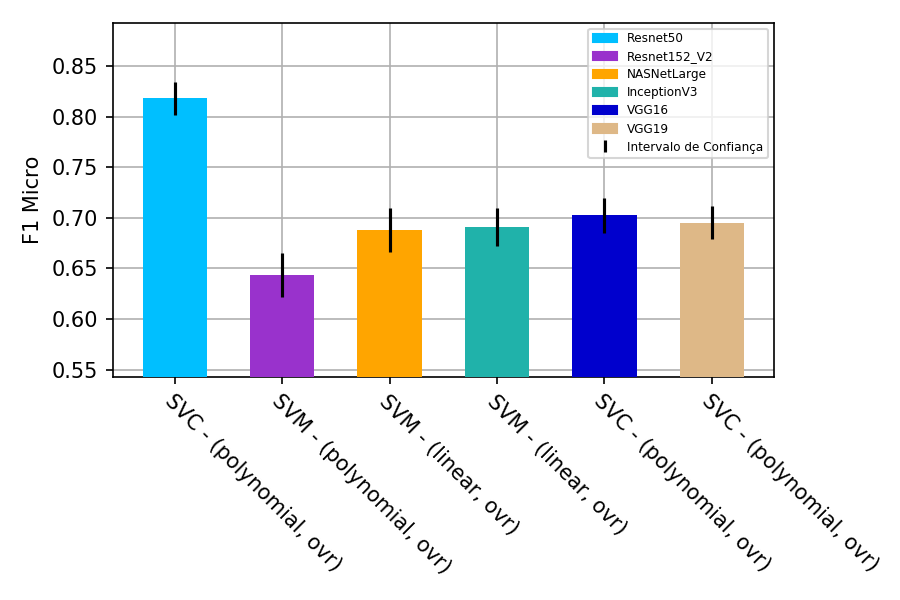 F1 Micro
0.85
0.80
0.75
0.70
0.65
0.60
0.55
Resnet50
Resnet152_V2
NASNetLarge
InceptionV3
VGG16
VGG19
Intervalo de Confiança
SVC - (polynomial, ovr)
SVM - (polynomial, ovr)
SVM - (linear, ovr)
SVM - (linear, ovr)
SVC - (polynomial, ovr)
SVC - (polynomial, ovr)